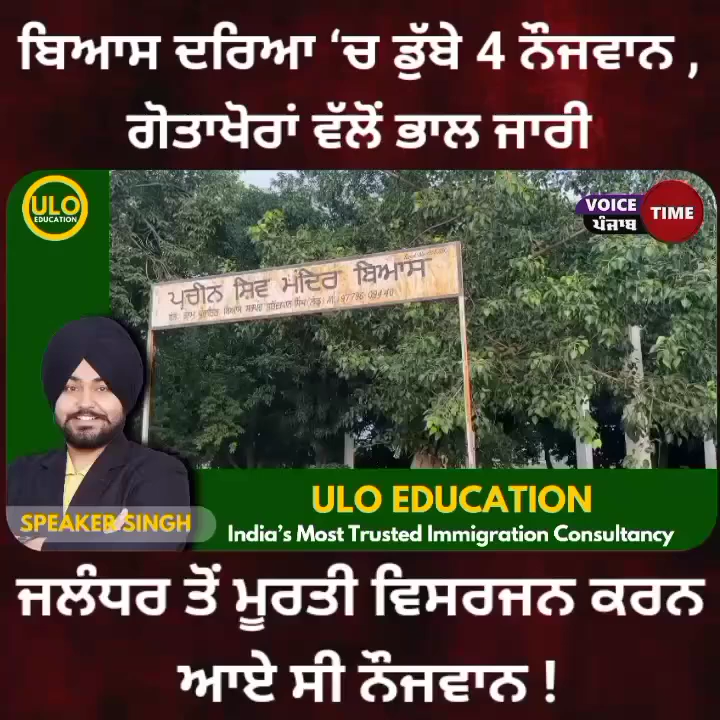 ਬਿਆਸ ਦਰਿਆ ‘ਚ ਡੁੱਬੇ 4 ਨੌਜਵਾਨ ,
ਗੋਤਾਖੋਰਾਂ ਵੱਲੋਂ ਭਾਲ ਜਾਰੀ
ULO
EDUCATION
VOICE
ਪੰਜਾਬ
TIME
ਪ੍ਰਚੀਨ ਸ਼ਿਵ ਮੰਦਿਰ ਬਿਆਸ
SPEAKER SINGH
ULO EDUCATION
India's Most Trusted Immigration Consultancy
ਜਲੰਧਰ ਤੋਂ ਮੂਰਤੀ ਵਿਸਰਜਨ ਕਰਨ
ਆਏ ਸੀ ਨੌਜਵਾਨ !